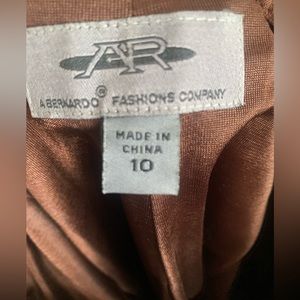 AR
®
A BERNARDO FASHIONS COMPANY
MADE IN
CHINA
10